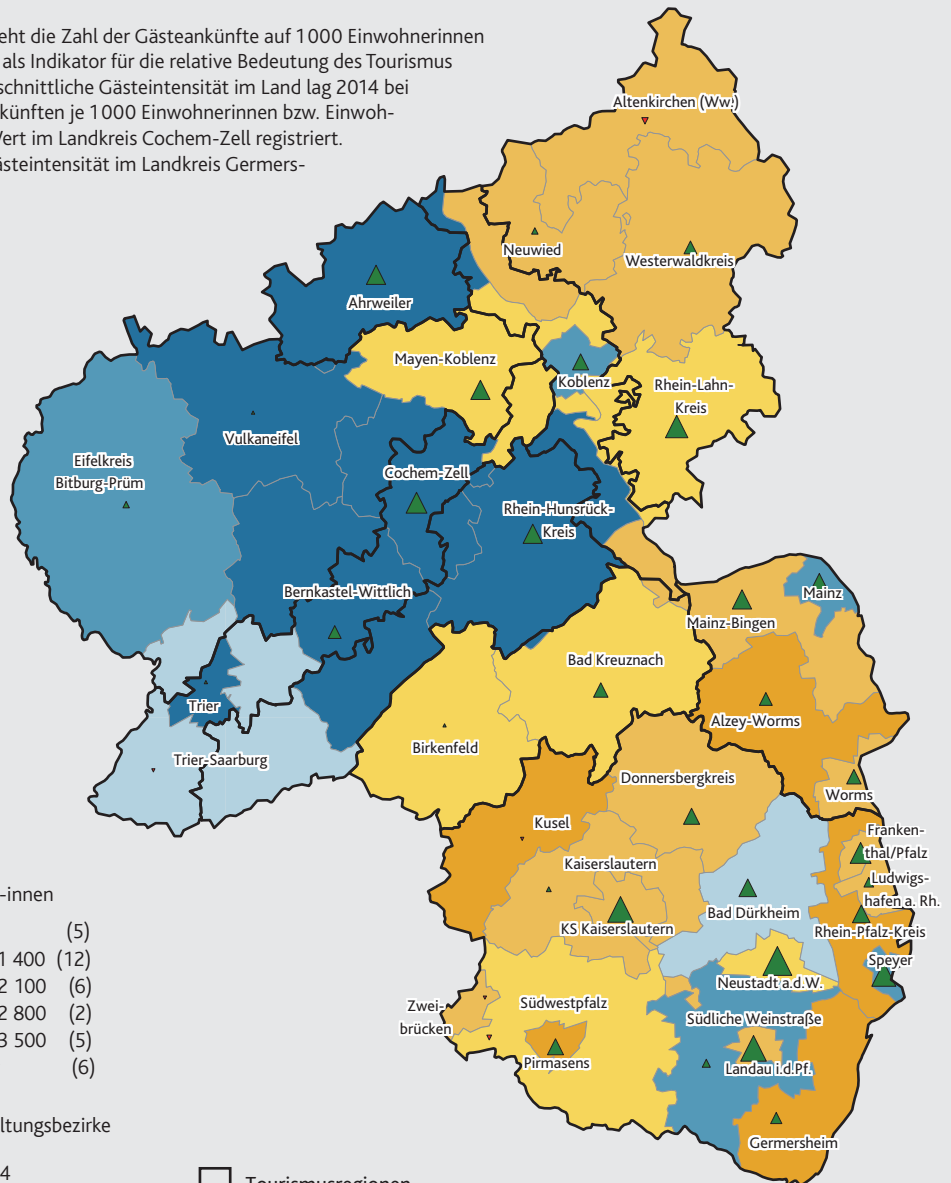 eht die Zahl der Gästeankünfte auf 1 000 Einwohnerinnen
als Indikator für die relative Bedeutung des Tourismus
schnittliche Gästeintensität im Land lag 2014 bei
künften je 1 000 Einwohnerinnen bzw. Einwoh-
Wert im Landkreis Cochem-Zell registriert.
ästeintensität im Landkreis Germers-
Altenkirchen (Ww.)
Neuwied
Westerwaldkreis
Ahrweiler
Mayen-Koblenz
Koblenz
Rhein-Lahn-
Kreis
Vulkaneifel
Eifelkreis
Bitburg-Prüm
Cochem-Zell
Rhein-Hunsrück-
Kreis
Bernkastel-Wittlich
Mainz
Mainz-Bingen
Bad Kreuznach
Trier
Alzey-Worms
Birkenfeld
Trier-Saarburg
Donnersbergkreis
Worms
Kusel
Franken-
thal/Pfalz
Kaiserslautern
Ludwigs-
hafen a. Rh.
Bad Dürkheim
KS Kaiserslautern
Rhein-Pfalz-Kreis
Speyer
Neustadt a.d.W.
Zwei-
brücken
Südwestpfalz
Südliche Weinstraße
Pirmasens
Landau i.d.Pf.
Germersheim
-innen
(5)
1 400 (12)
2 100 (6)
2 800 (2)
3 500 (5)
(6)
ltungsbezirke
4
Tourismusregionen